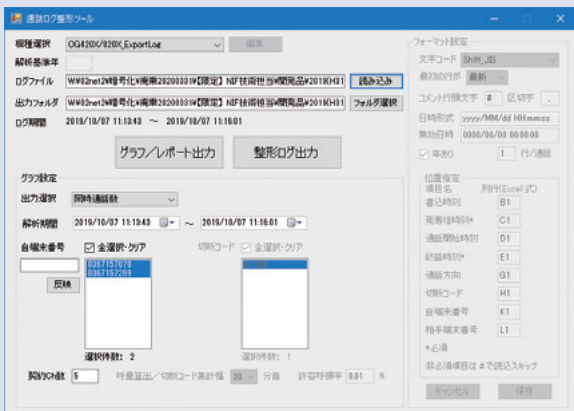 通話ログ整形ツール
機種選択 OG420X/820X_ExportLog 編集
解析基準年
ログファイル 読み込み
出力フォルダ フォルダ選択
ログ期間 2019/10/07 11:13:43 ～ 2019/10/07 11:16:01
グラフ/レポート出力 整形ログ出力
グラフ設定
出力選択 同時通話数
解析期間 2019/10/07 11:13:43 ～ 2019/10/07 11:16:01
自端末番号 全選択・クリア
0367157078
0367157269
反映
選択件数: 2
切断コード 全選択・クリア
選択件数: 1
契約Ch数 5 呼量算出/切断コード集計幅 30 分毎 許容呼損率 0.01 %
フォーマット設定
文字コード Shift_JIS
最初の行が 最新
コメント行頭文字 # 区切字 ,
日時形式 yyyy/MM/dd HH:mm:ss
無効日時 0000/00/00 00:00:00
年あり 1 行/通話
位置指定
項目名 列行(Excel 式)
書込時刻 B1
発着信時刻* C1
通話開始時刻 D1
終話時刻* E1
通話方向 G1
切断コード H1
自端末番号 K1
相手端末番号 L1
*必須
非必須項目は # で読込スキップ
キャンセル 保存